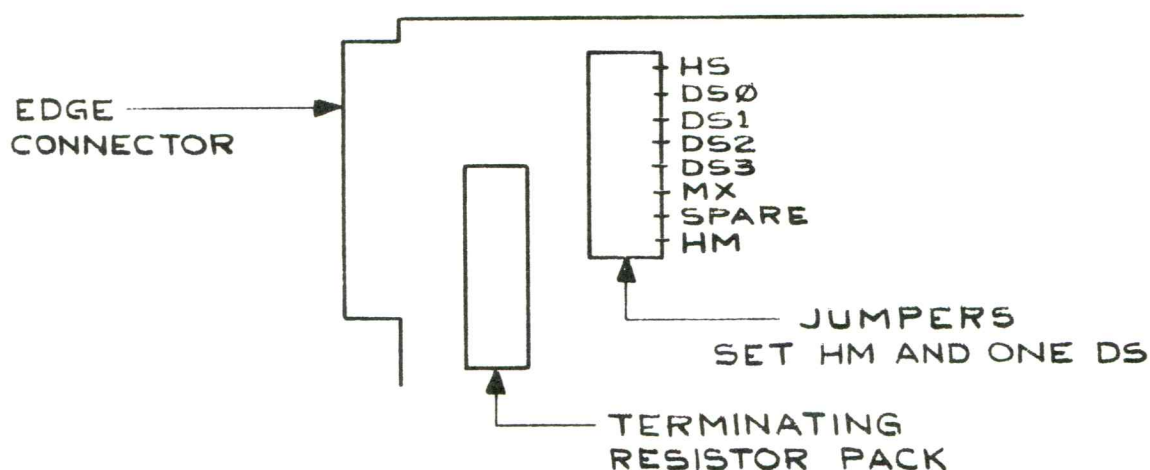 EDGE
CONNECTOR
HS
DSØ
DS1
DS2
DS3
MX
SPARE
HM
JUMPERS
SET HM AND ONE DS
TERMINATING
RESISTOR PACK